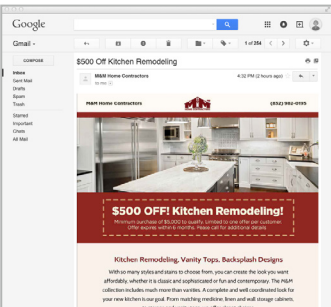 Google
Gmail
1 of 254
COMPOSE
Inbox
Sent Mail
Drafts
Spam
Trash
Starred
Important
Chats
All Mail
$500 Off Kitchen Remodeling
M&M Home Contractors
4:32 PM (2 hours ago)
to me
M&M Home Contractors
M&M
(952) 982-0195
$500 OFF! Kitchen Remodeling!
Minimum purchase of $5,000 to qualify. Limited to one offer per customer.
Offer expires within 6 months. Please call for additional details
Kitchen Remodeling, Vanity Tops, Backsplash Designs
With so many styles and stains to choose from, you can create the look you want
affordably, whether it is classic and sophisticated or fun and contemporary. The M&M
collection includes much more than vanities. A complete and well coordinated look for
your new kitchen is our goal. From matching medicine, linen and wall storage cabinets,